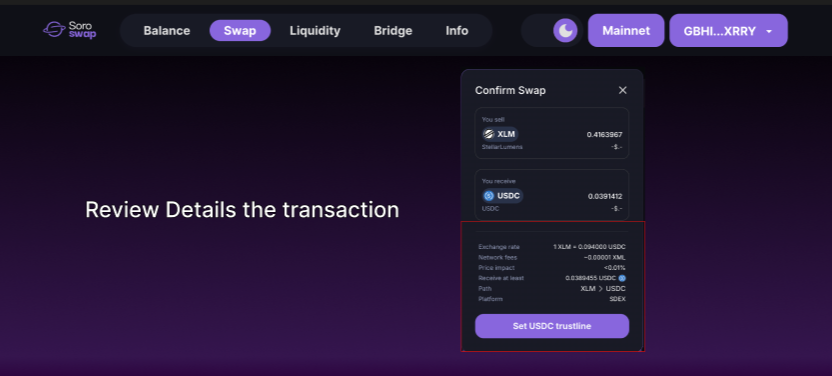 Soro
swap
Balance
Swap
Liquidity
Bridge
Info
Mainnet
GBHI...XRRY
Confirm Swap
You sell
XLM
0.4163967
StellarLumens
-$.-
You receive
USDC
0.0391412
USDC
-$.-
Review Details the transaction
Exchange rate
1 XLM = 0.094000 USDC
Network fees
~0.00001 XML
Price impact
<0.01%
Receive at least
0.0389455 USDC
Path
XLM > USDC
Platform
SDEX
Set USDC trustline